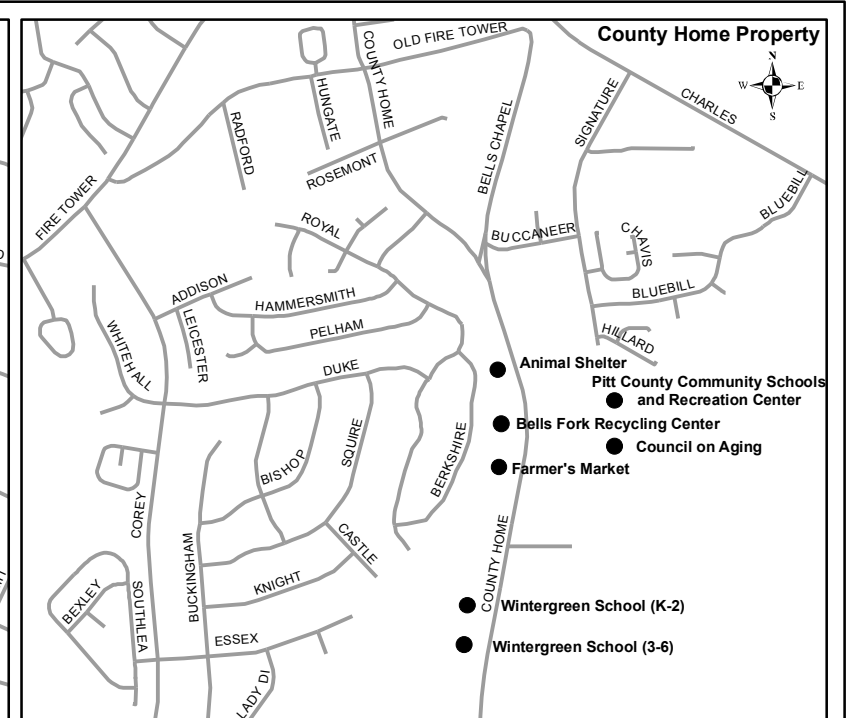 County Home Property
N
W E
S
OLD FIRE TOWER
COUNTY HOME
CHARLES
SIGNATURE
HUNGATE
RADFORD
BELLS CHAPEL
ROSEMONT
FIRE TOWER
BLUEBILL
ROYAL
BUCCANEER
CHAVIS
ADDISON
HAMMERSMITH
BLUEBILL
LEICESTER
PELHAM
WHITEHALL
HILLARD
DUKE
Animal Shelter
Pitt County Community Schools
and Recreation Center
Bells Fork Recycling Center
Council on Aging
Farmer's Market
BISHOP
SQUIRE
BERKSHIRE
COREY
CASTLE
COUNTY HOME
BUCKINGHAM
KNIGHT
BEXLEY
SOUTHLEA
Wintergreen School (K-2)
ESSEX
Wintergreen School (3-6)
LADY DI